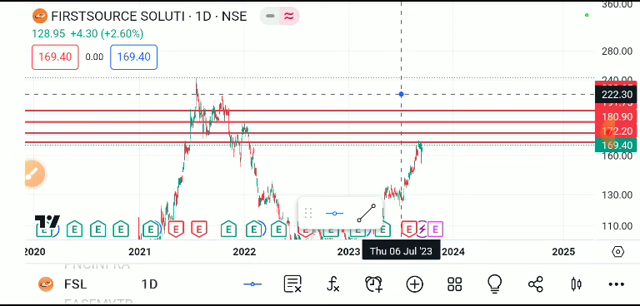 FIRSTSOURCE SOLUTI · 1D · NSE
360.00
128.95 +4.30 (+2.60%)
169.40 0.00 169.40
280.00
240.00
222.30
180.90
172.20
169.40
160.00
130.00
110.00
E E E E E E E E E E E E
Thu 06 Jul '23
2020 2021 2022 2023 2024 2025
FSL 1D